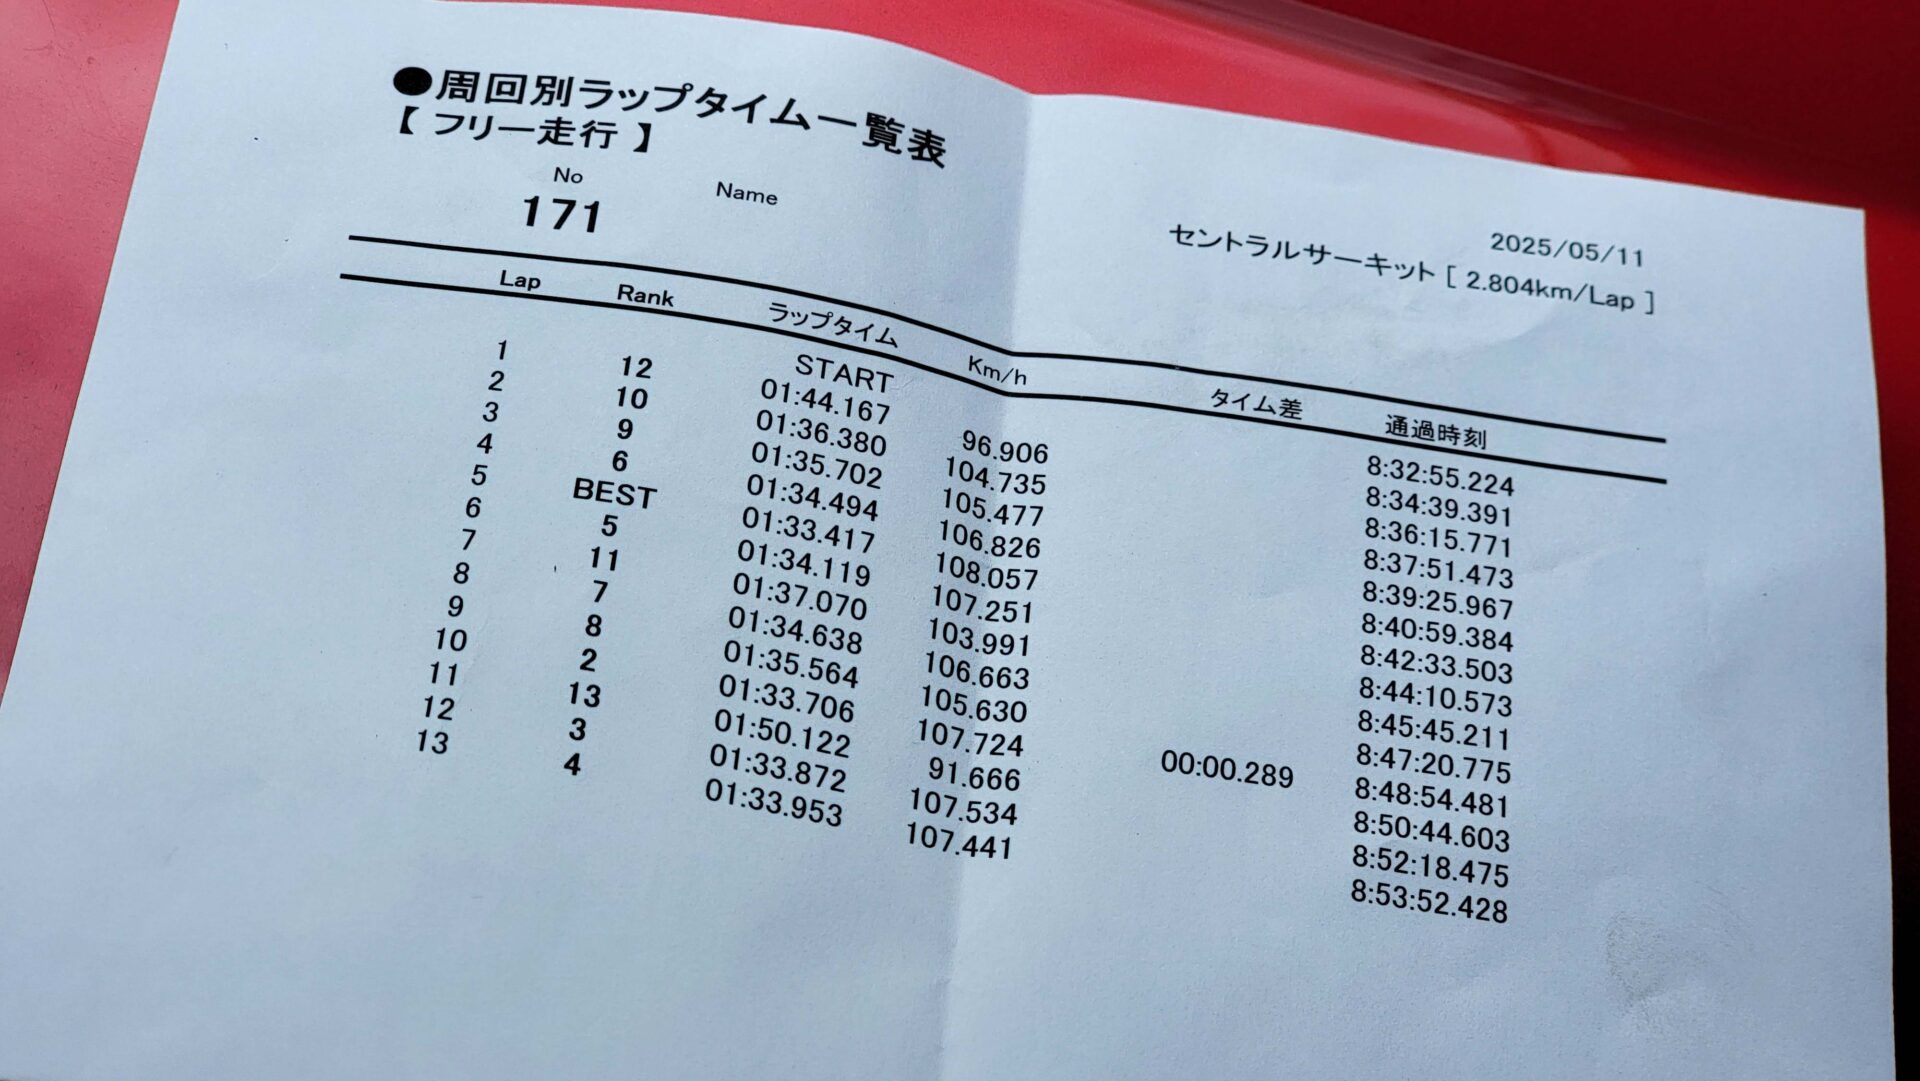 ●周回別ラップタイム一覧表
【 フリー走行 】
No Name
171
2025/05/11
セントラルサーキット [ 2.804km/Lap ]
Lap Rank ラップタイム Km/h タイム差 通過時刻
START 8:32:55.224
1 12 01:44.167 96.906 8:34:39.391
2 10 01:36.380 104.735 8:36:15.771
3 9 01:35.702 105.477 8:37:51.473
4 6 01:34.494 106.826 8:39:25.967
5 BEST 01:33.417 108.057 8:40:59.384
6 5 01:34.119 107.251 8:42:33.503
7 11 01:37.070 103.991 8:44:10.573
8 7 01:34.638 106.663 8:45:45.211
9 8 01:35.564 105.630 8:47:20.775
10 2 01:33.706 107.724 00:00.289 8:48:54.481
11 13 01:50.122 91.666 8:50:44.603
12 3 01:33.872 107.534 8:52:18.475
13 4 01:33.953 107.441 8:53:52.428